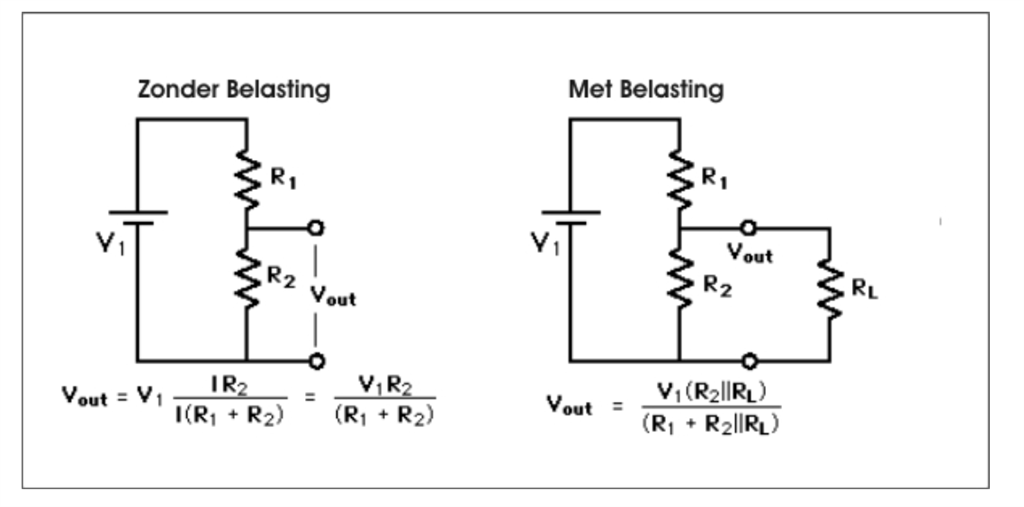 Zonder Belasting
V₁
R₁
R₂
Vout
Vout = V₁ IR₂ / I(R₁ + R₂) = V₁R₂ / (R₁ + R₂)
Met Belasting
V₁
R₁
Vout
R₂
RL
Vout = V₁(R₂||RL) / (R₁ + R₂||RL)